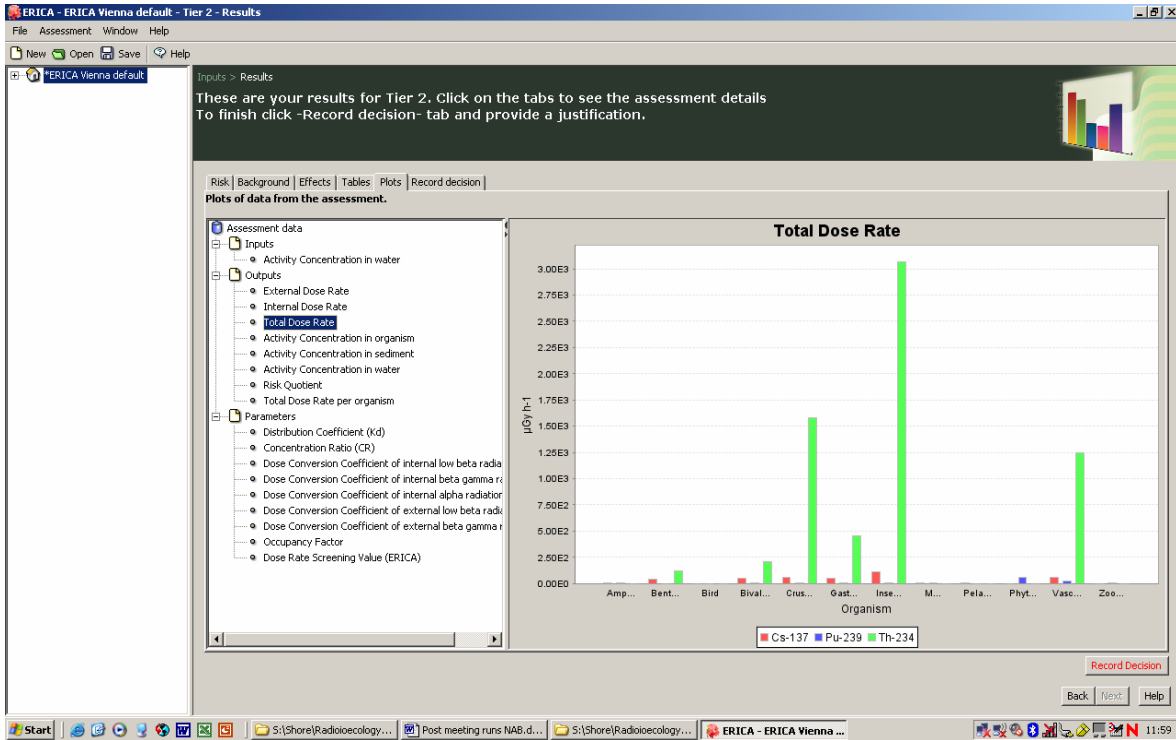 ERICA - ERICA Vienna default - Tier 2 - Results
File Assessment Window Help
New Open Save Help
*ERICA Vienna default
Inputs > Results
These are your results for Tier 2. Click on the tabs to see the assessment details
To finish click -Record decision- tab and provide a justification.
Risk Background Effects Tables Plots Record decision
Plots of data from the assessment.
Assessment data
Inputs
Activity Concentration in water
Outputs
External Dose Rate
Internal Dose Rate
Total Dose Rate
Activity Concentration in organism
Activity Concentration in sediment
Activity Concentration in water
Risk Quotient
Total Dose Rate per organism
Parameters
Distribution Coefficient (Kd)
Concentration Ratio (CR)
Dose Conversion Coefficient of internal low beta radia
Dose Conversion Coefficient of internal beta gamma ra
Dose Conversion Coefficient of internal alpha radiation
Dose Conversion Coefficient of external low beta radia
Dose Conversion Coefficient of external beta gamma r
Occupancy Factor
Dose Rate Screening Value (ERICA)
Total Dose Rate
3.00E3
2.75E3
2.50E3
2.25E3
2.00E3
1.75E3
1.50E3
1.25E3
1.00E3
7.50E2
5.00E2
2.50E2
0.00E0
µGy h-1
Amp... Bent... Bird Bival... Crus... Gast... Inse... M... Pela... Phyt... Vasc... Zoo...
Organism
Cs-137 Pu-239 Th-234
Record Decision
Back Next Help
Start S:\Shore\Radioioecology... Post meeting runs NAB.d... S:\Shore\Radioioecology... ERICA - ERICA Vienna ... 11:59